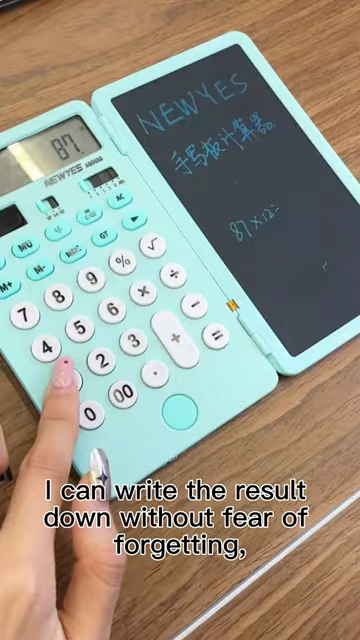 87
NEWYES
AC
MU
+/-
GT
M+
M-
MRC
√
7
8
9
%
÷
4
5
6
×
-
2
3
+
=
0
00
.
NEWYES
手写板计算器
87×12=
I can write the result
down without fear of
forgetting,